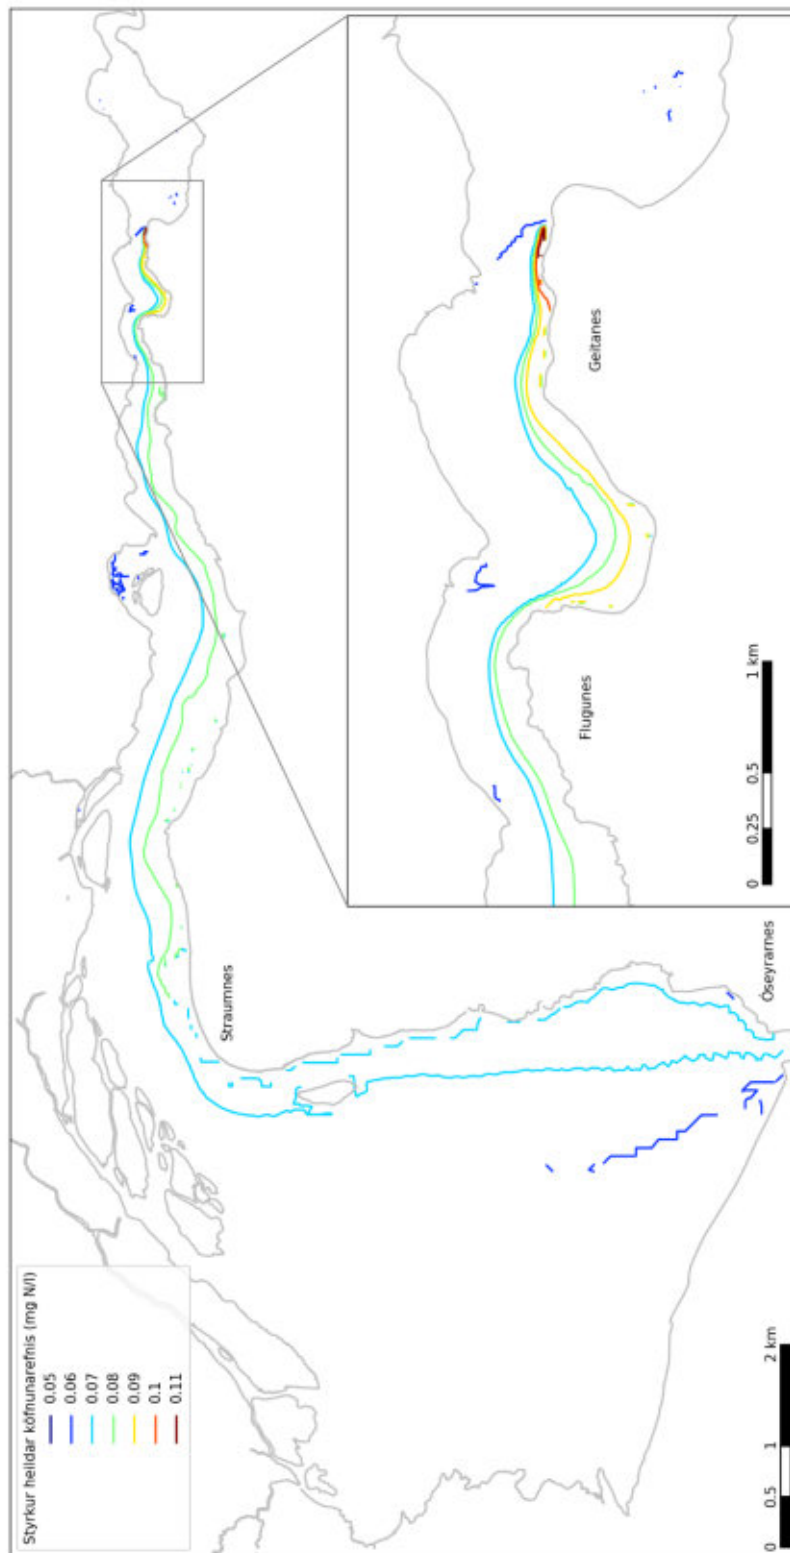 Styrkur heildar köfnunarefnis (mg N/l)
0.05
0.06
0.07
0.08
0.09
0.1
0.11
Straumnes
Óseyrarnes
Flugunes
Geitanes
0 0.25 0.5 1 km
0 0.5 1 2 km